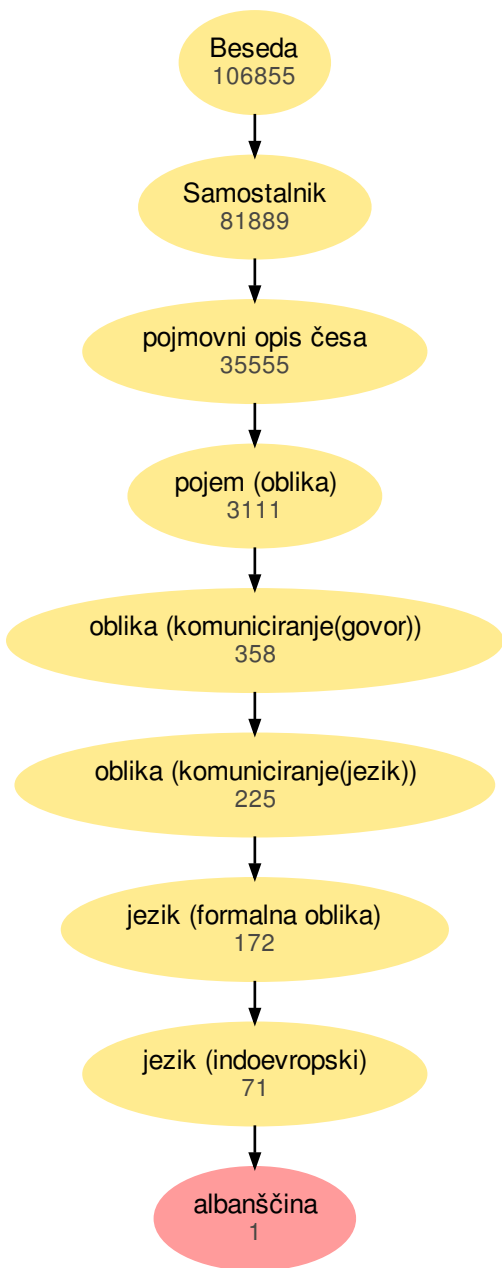 Beseda
106855
Samostalnik
81889
pojmovni opis česa
35555
pojem (oblika)
3111
oblika (komuniciranje(govor))
358
oblika (komuniciranje(jezik))
225
jezik (formalna oblika)
172
jezik (indoevropski)
71
albanščina
1